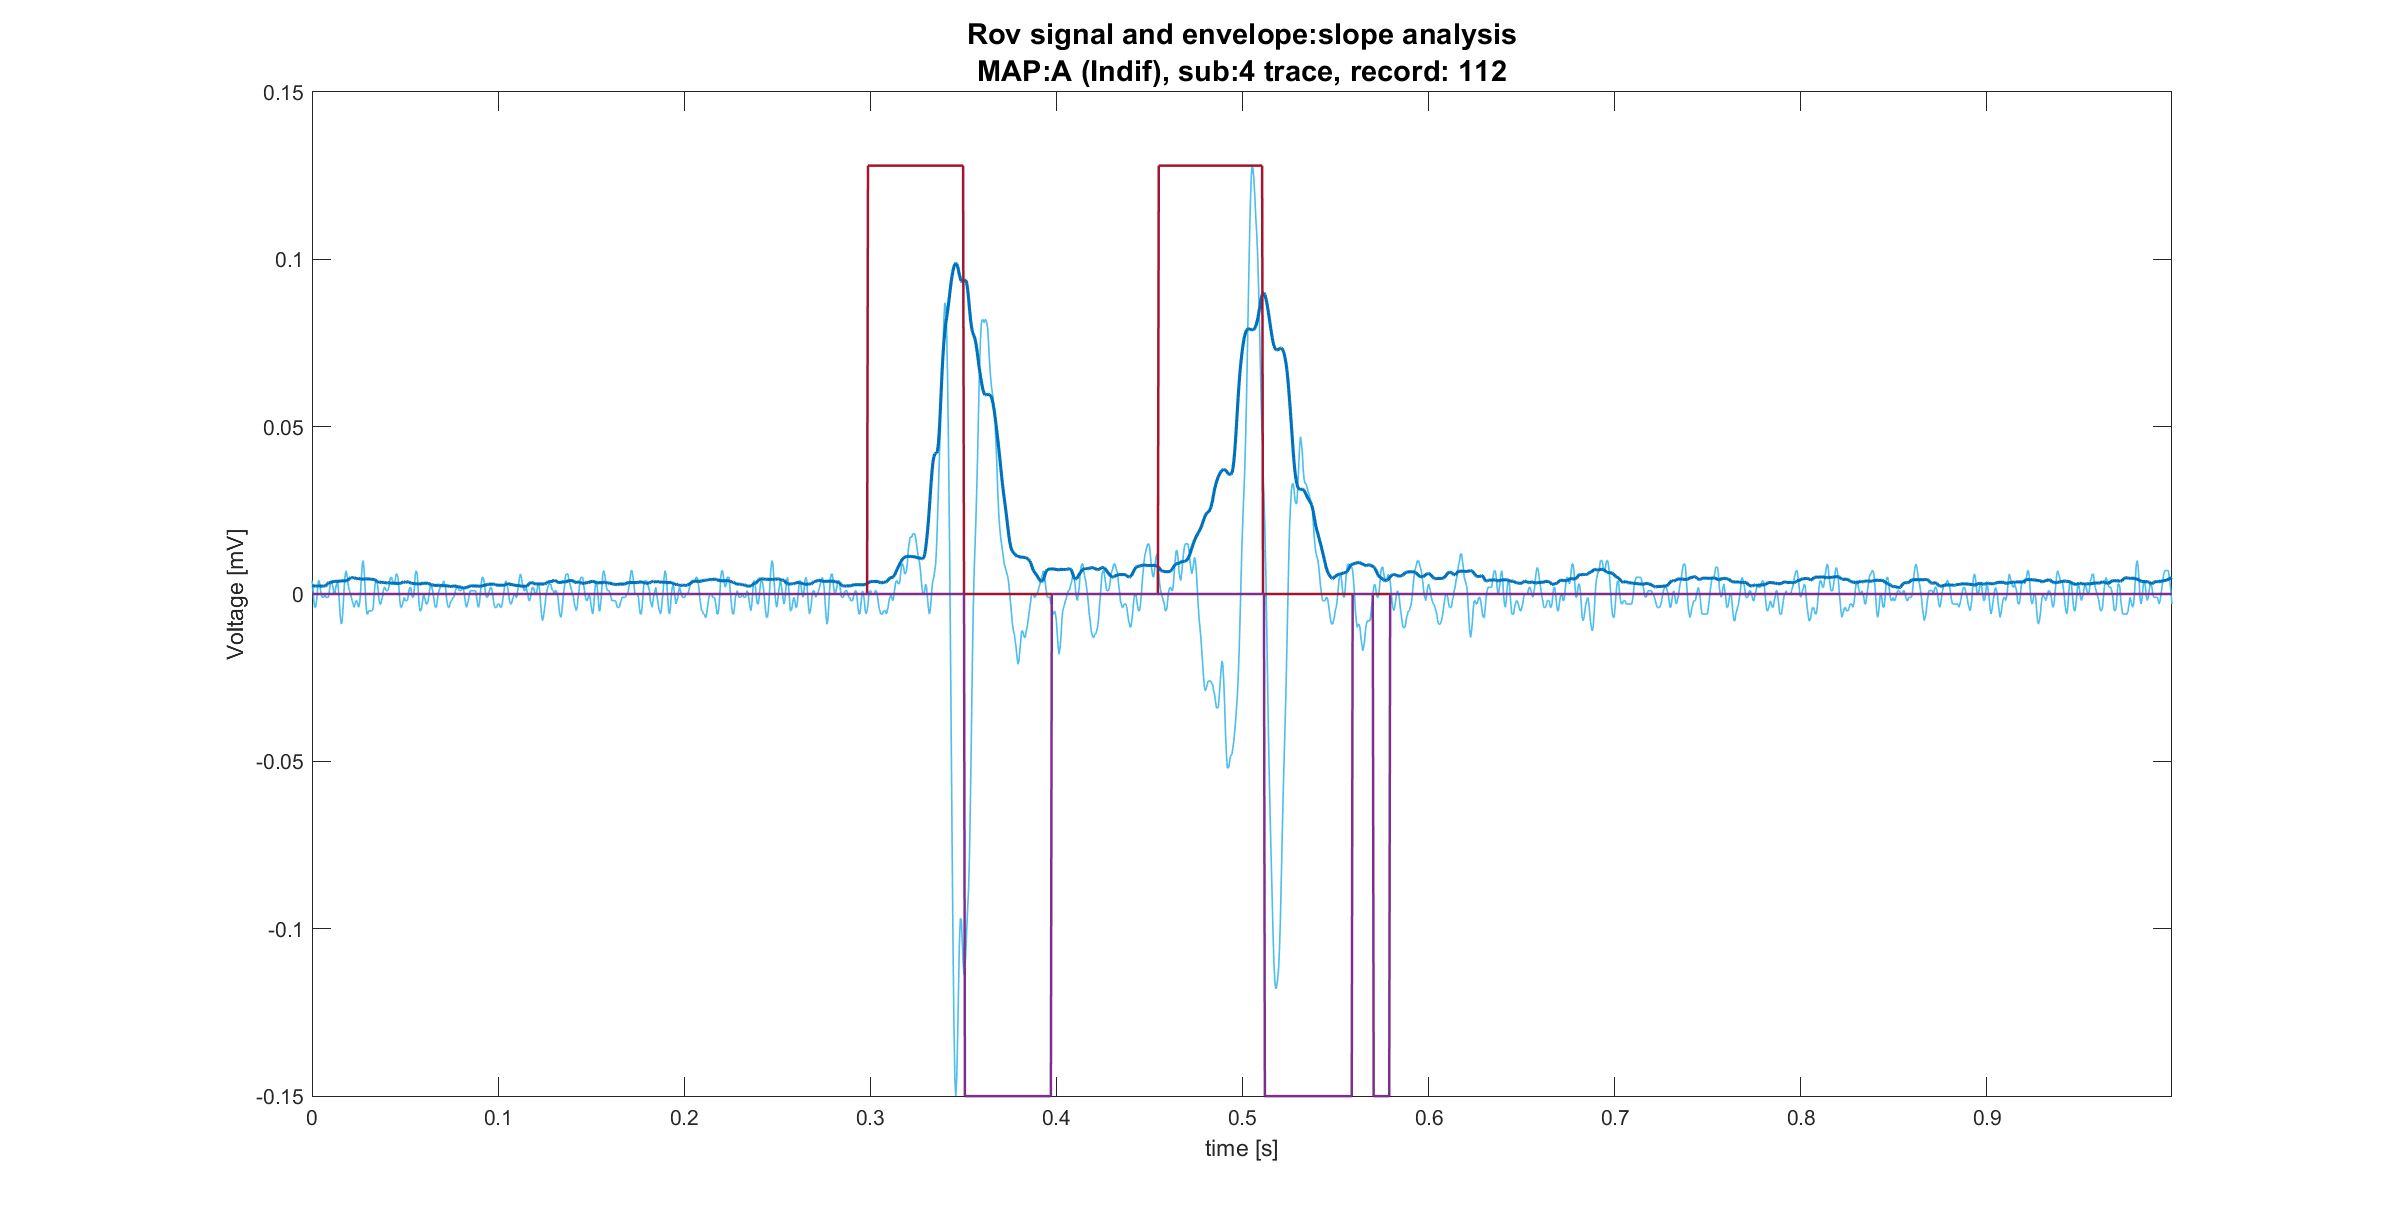 Rov signal and envelope:slope analysis
MAP:A (Indif), sub:4 trace, record: 112
0.15
0.1
0.05
0
-0.05
-0.1
-0.15
Voltage [mV]
0 0.1 0.2 0.3 0.4 0.5 0.6 0.7 0.8 0.9
time [s]